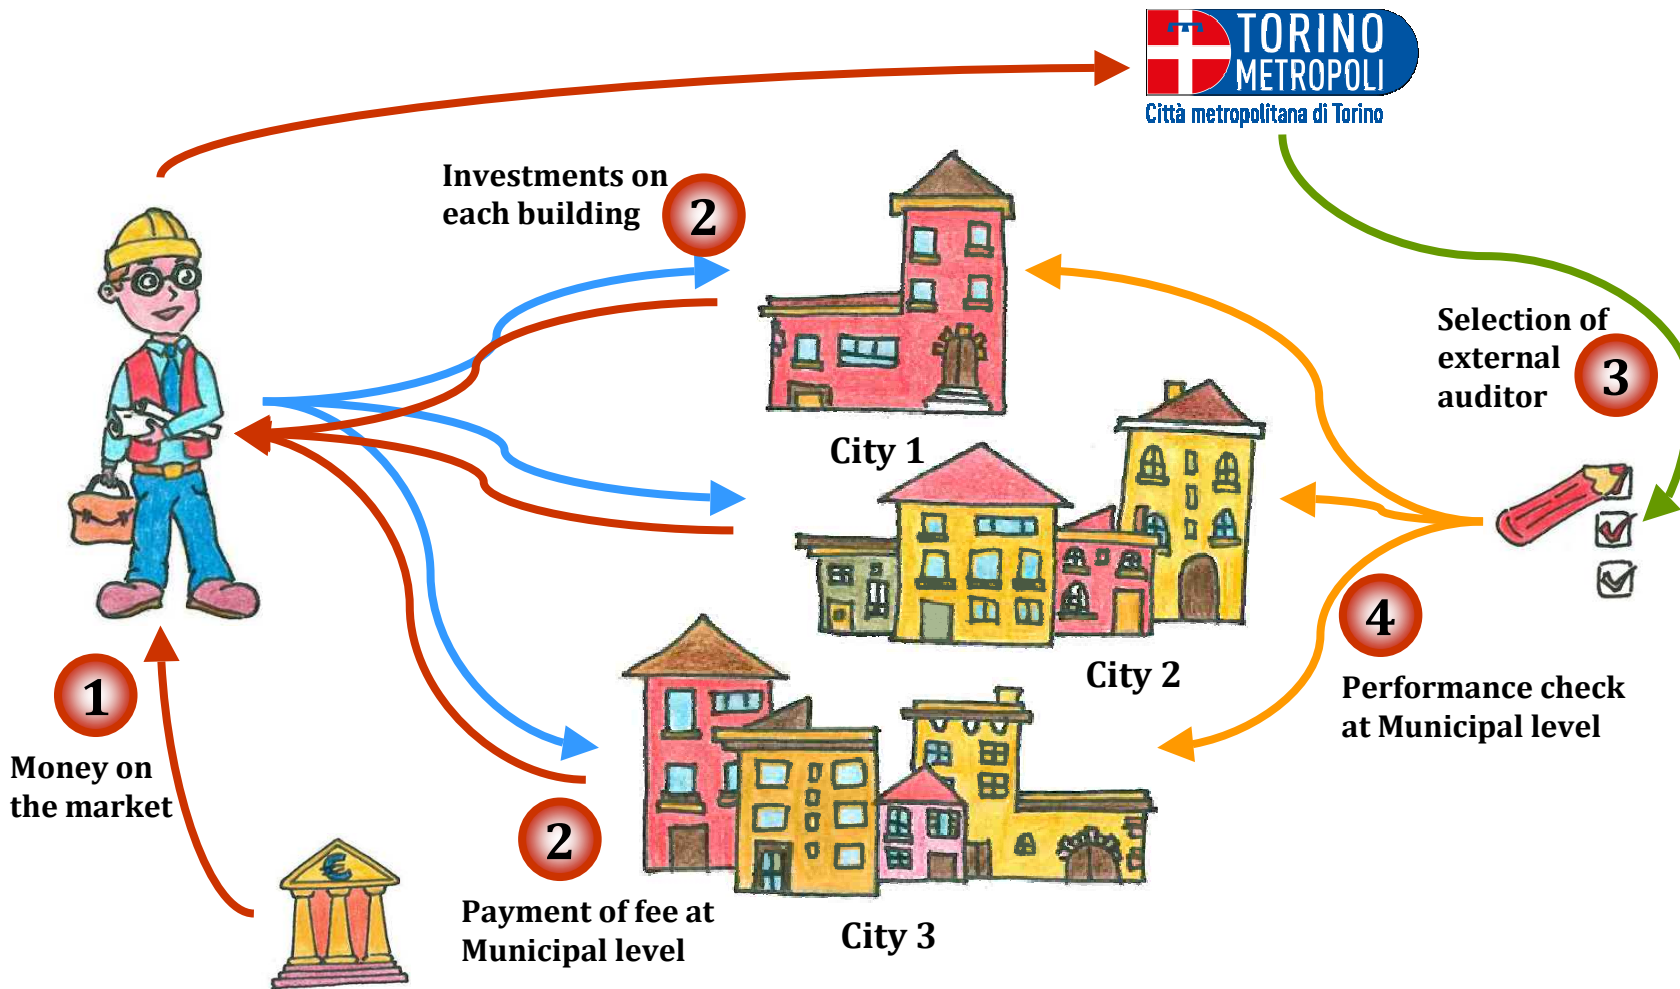 TORINO
METROPOLI
Città metropolitana di Torino
Investments on
each building
2
Selection of
external
auditor
3
City 1
City 2
4
Performance check
at Municipal level
1
Money on
the market
€
2
Payment of fee at
Municipal level
City 3